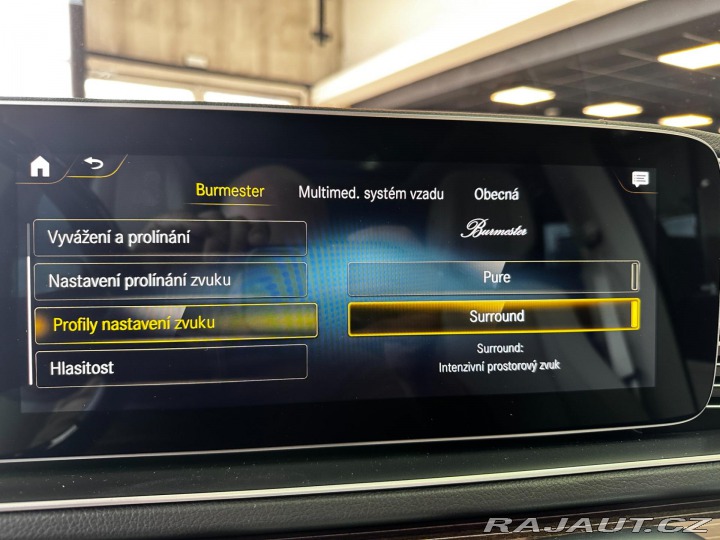 Burmester Multimed. systém vzadu Obecná
Vyvážení a prolínání
Burmester
Nastavení prolínání zvuku
Pure
Profily nastavení zvuku
Surround
Hlasitost
Surround:
Intenzivní prostorový zvuk
RAJAUT.CZ